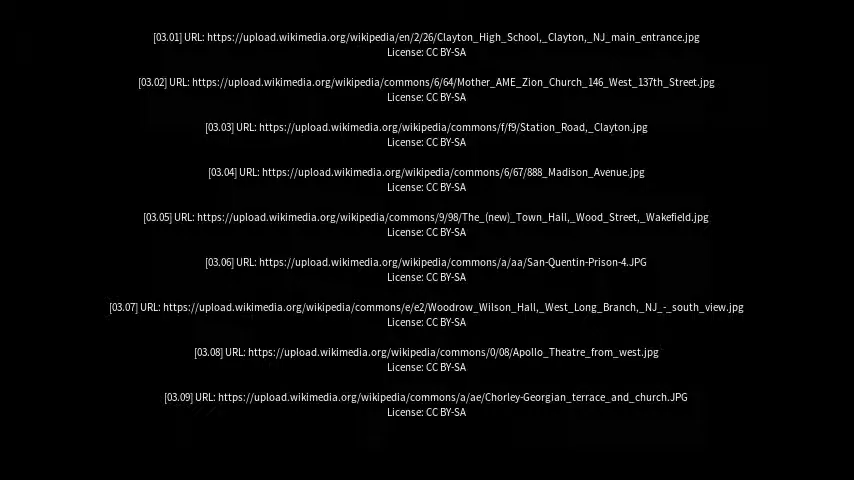 [03.01] URL: https://upload.wikimedia.org/wikipedia/en/2/26/Clayton_High_School,_Clayton,_NJ_main_entrance.jpg
License: CC BY-SA
[03.02] URL: https://upload.wikimedia.org/wikipedia/commons/6/64/Mother_AME_Zion_Church_146_West_137th_Street.jpg
License: CC BY-SA
[03.03] URL: https://upload.wikimedia.org/wikipedia/commons/f/f9/Station_Road,_Clayton.jpg
License: CC BY-SA
[03.04] URL: https://upload.wikimedia.org/wikipedia/commons/6/67/888_Madison_Avenue.jpg
License: CC BY-SA
[03.05] URL: https://upload.wikimedia.org/wikipedia/commons/9/98/The_(new)_Town_Hall,_Wood_Street,_Wakefield.jpg
License: CC BY-SA
[03.06] URL: https://upload.wikimedia.org/wikipedia/commons/a/aa/San-Quentin-Prison-4.JPG
License: CC BY-SA
[03.07] URL: https://upload.wikimedia.org/wikipedia/commons/e/e2/Woodrow_Wilson_Hall,_West_Long_Branch,_NJ_-_south_view.jpg
License: CC BY-SA
[03.08] URL: https://upload.wikimedia.org/wikipedia/commons/0/08/Apollo_Theatre_from_west.jpg
License: CC BY-SA
[03.09] URL: https://upload.wikimedia.org/wikipedia/commons/a/ae/Chorley-Georgian_terrace_and_church.JPG
License: CC BY-SA